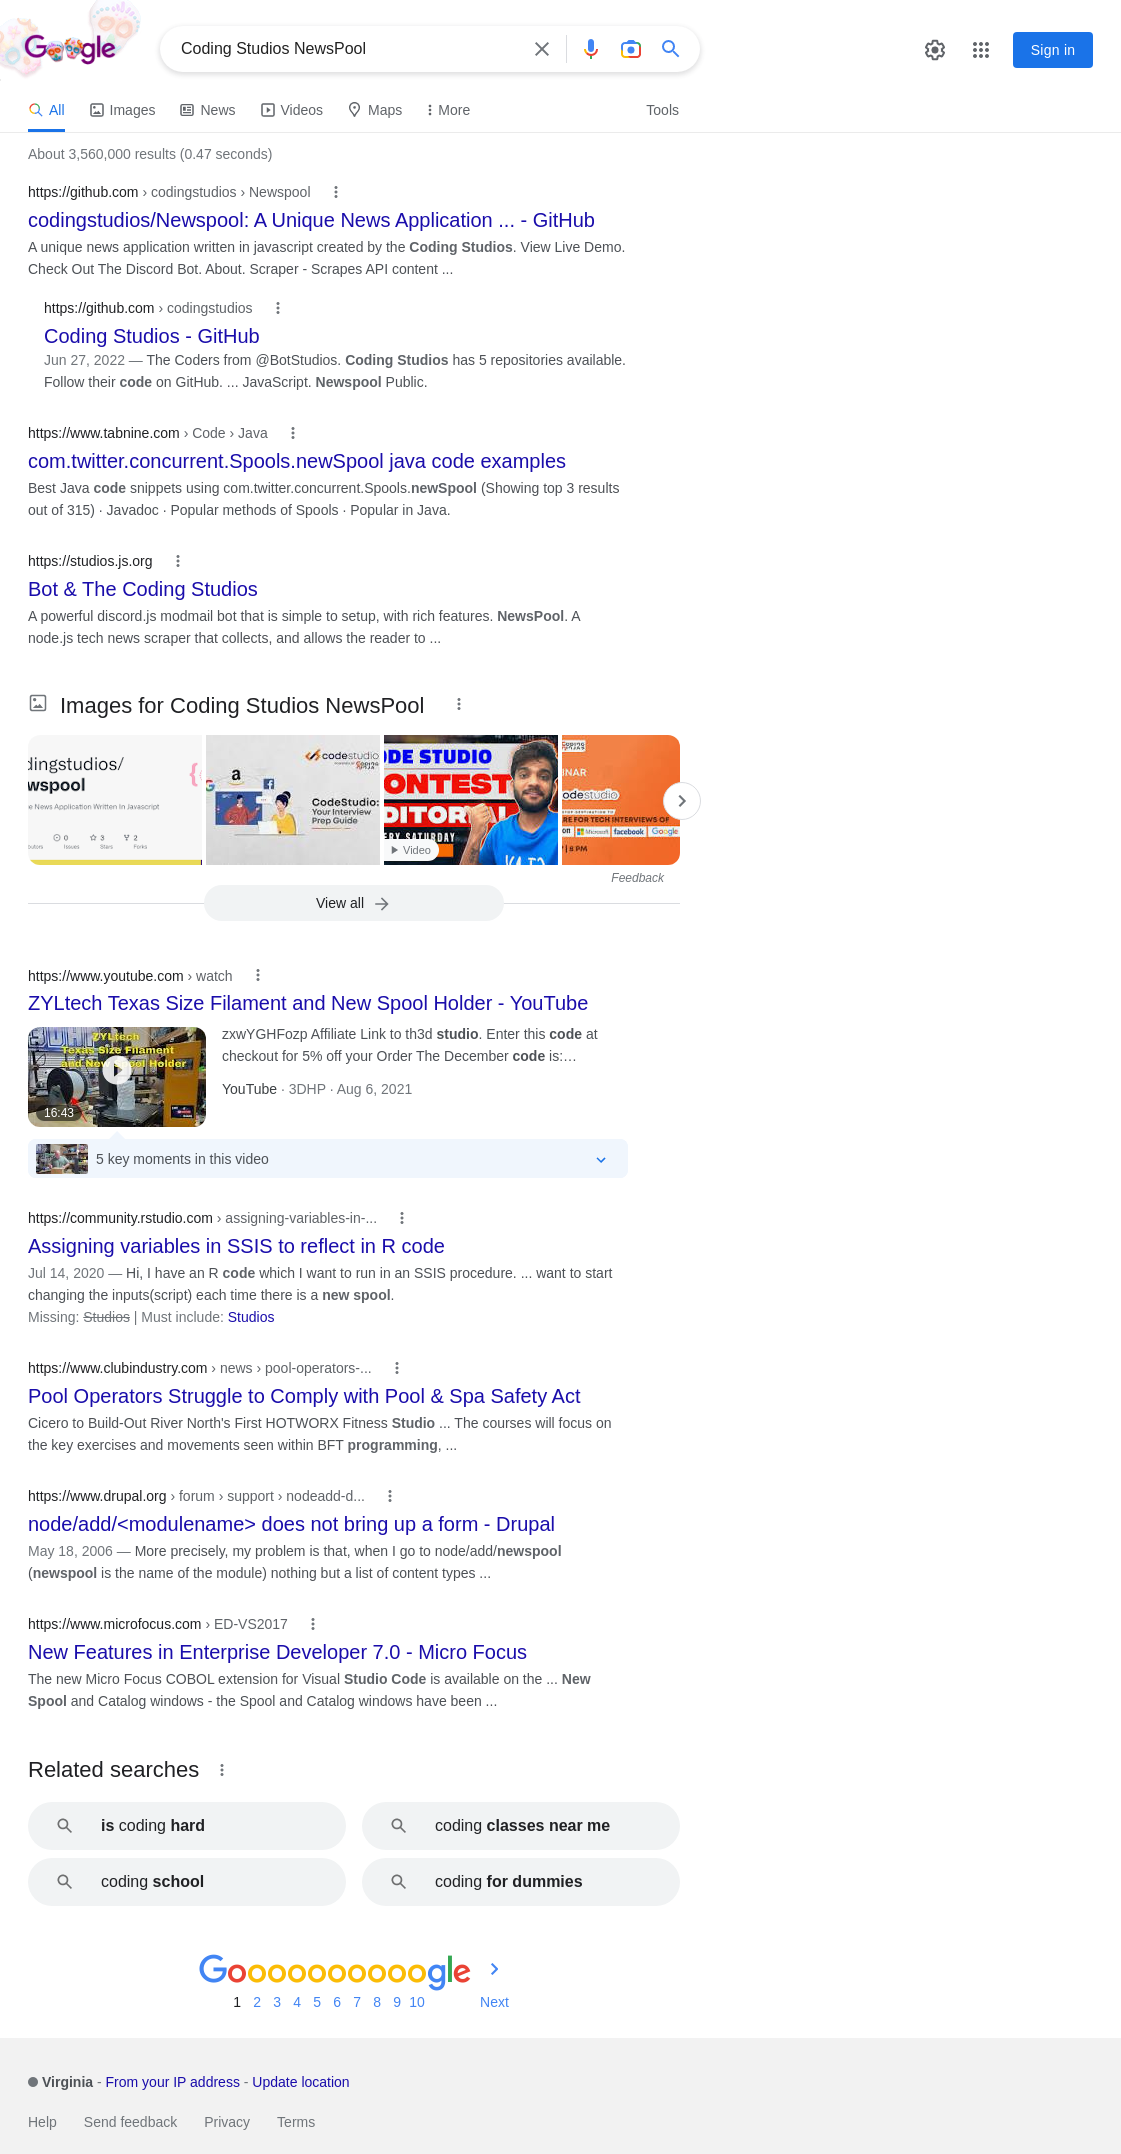 Google
Coding Studios NewsPool
Sign in
All
Images
News
Videos
Maps
More
Tools
About 3,560,000 results (0.47 seconds)
https://github.com › codingstudios › Newspool
codingstudios/Newspool: A Unique News Application ... - GitHub
A unique news application written in javascript created by the Coding Studios. View Live Demo.
Check Out The Discord Bot. About. Scraper - Scrapes API content ...
https://github.com › codingstudios
Coding Studios - GitHub
Jun 27, 2022 — The Coders from @BotStudios. Coding Studios has 5 repositories available.
Follow their code on GitHub. ... JavaScript. Newspool Public.
https://www.tabnine.com › Code › Java
com.twitter.concurrent.Spools.newSpool java code examples
Best Java code snippets using com.twitter.concurrent.Spools.newSpool (Showing top 3 results
out of 315) · Javadoc · Popular methods of Spools · Popular in Java.
https://studios.js.org
Bot & The Coding Studios
A powerful discord.js modmail bot that is simple to setup, with rich features. NewsPool. A
node.js tech news scraper that collects, and allows the reader to ...
Images for Coding Studios NewsPool
dingstudios/
wspool
e News Application Written In Javascript
0
3
2
Issues
Stars
Forks
codestudio
CodeStudio:
Your Interview
Prep Guide
ODE STUDIO
ONTEST
DITORIAL
RY SATURDAY
Video
INAR
odestudio
RE FOR TECH INTERVIEWS OF
on Microsoft facebook Google
| 8 PM
Feedback
View all
https://www.youtube.com › watch
ZYLtech Texas Size Filament and New Spool Holder - YouTube
ZYLtech
Texas Size Filament
and New Spool Holder
16:43
zxwYGHFozp Affiliate Link to th3d studio. Enter this code at
checkout for 5% off your Order The December code is:…
YouTube · 3DHP · Aug 6, 2021
5 key moments in this video
https://community.rstudio.com › assigning-variables-in-...
Assigning variables in SSIS to reflect in R code
Jul 14, 2020 — Hi, I have an R code which I want to run in an SSIS procedure. ... want to start
changing the inputs(script) each time there is a new spool.
Missing: Studios | Must include: Studios
https://www.clubindustry.com › news › pool-operators-...
Pool Operators Struggle to Comply with Pool & Spa Safety Act
Cicero to Build-Out River North's First HOTWORX Fitness Studio ... The courses will focus on
the key exercises and movements seen within BFT programming, ...
https://www.drupal.org › forum › support › nodeadd-d...
node/add/<modulename> does not bring up a form - Drupal
May 18, 2006 — More precisely, my problem is that, when I go to node/add/newspool
(newspool is the name of the module) nothing but a list of content types ...
https://www.microfocus.com › ED-VS2017
New Features in Enterprise Developer 7.0 - Micro Focus
The new Micro Focus COBOL extension for Visual Studio Code is available on the ... New
Spool and Catalog windows - the Spool and Catalog windows have been ...
Related searches
is coding hard
coding classes near me
coding school
coding for dummies
Goooooooooogle
1 2 3 4 5 6 7 8 9 10 Next
Virginia - From your IP address - Update location
Help Send feedback Privacy Terms